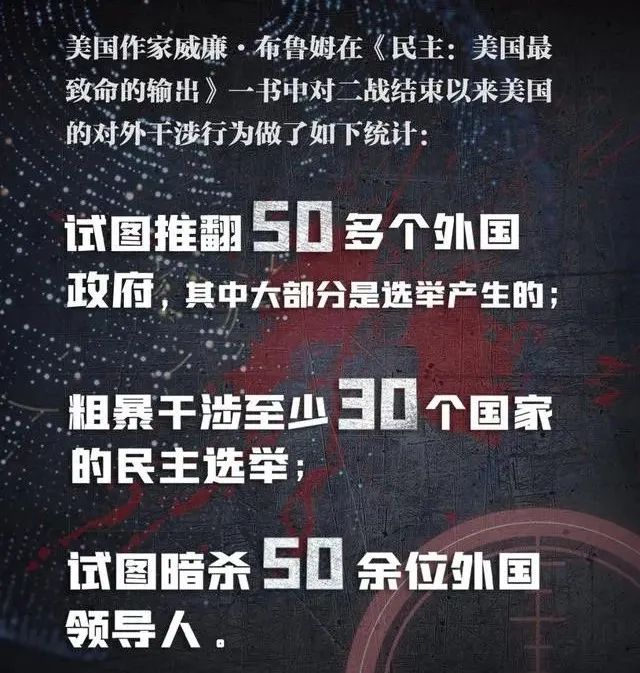 美国作家威廉·布鲁姆在《民主：美国最
致命的输出》一书中对二战结束以来美国
的对外干涉行为做了如下统计：
试图推翻50多个外国
政府，其中大部分是选举产生的；
粗暴干涉至少30个国家
的民主选举；
试图暗杀50余位外国
领导人。